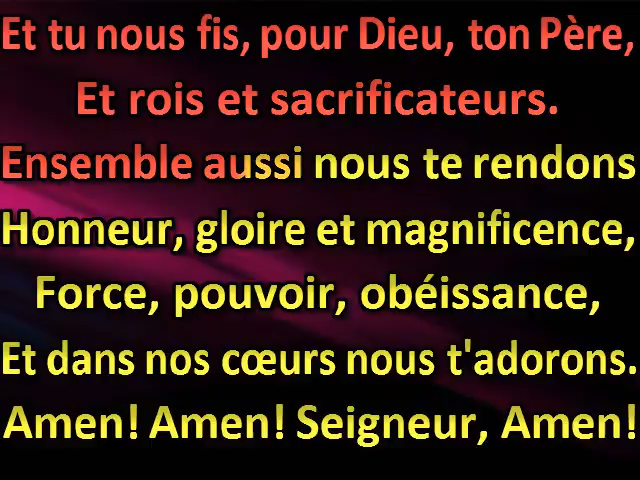 Et tu nous fis, pour Dieu, ton Père,
Et rois et sacrificateurs.
Ensemble aussi nous te rendons
Honneur, gloire et magnificence,
Force, pouvoir, obéissance,
Et dans nos cœurs nous t'adorons.
Amen! Amen! Seigneur, Amen!